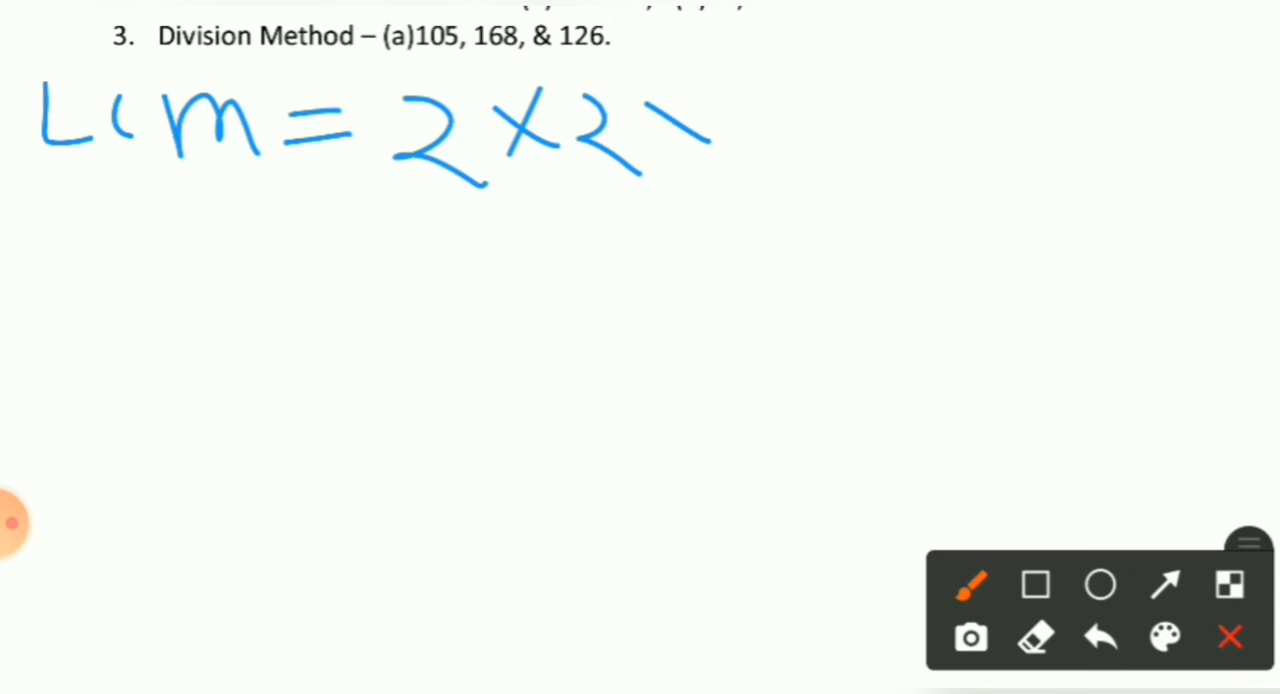 3. Division Method – (a)105, 168, & 126.
LCM = 2 × 2